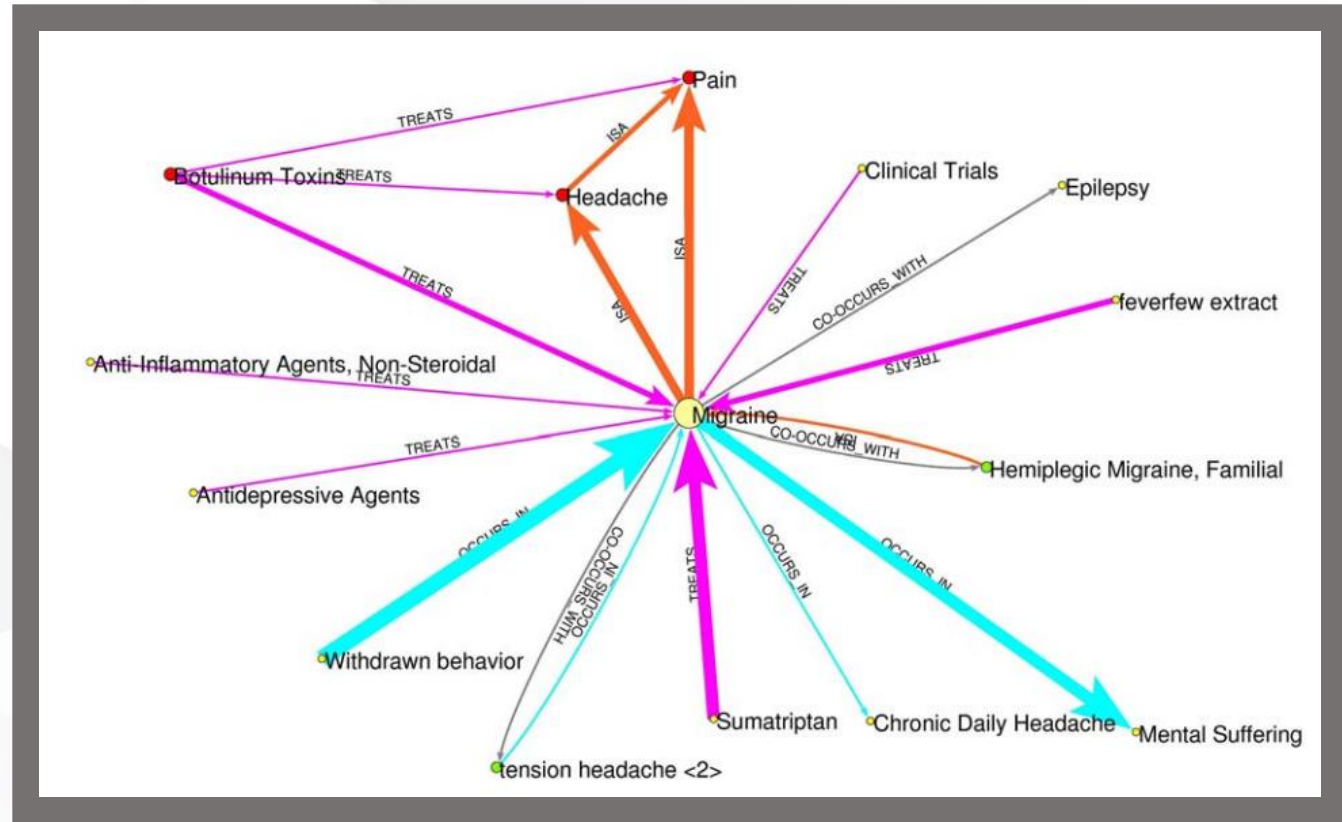 Pain
TREATS
ISA
Clinical Trials
Botulinum Toxins
TREATS
Epilepsy
Headache
ISA
TREATS
CO-OCCURS_WITH
TREATS
feverfew extract
ISA
Anti-Inflammatory Agents, Non-Steroidal
TREATS
TREATS
Migraine
CO-OCCURS_WITH
ISA
TREATS
Hemiplegic Migraine, Familial
Antidepressive Agents
OCCURS_IN
CO-OCCURS_WITH
OCCURS_IN
TREATS
OCCURS_IN
OCCURS_IN
Withdrawn behavior
Sumatriptan
Chronic Daily Headache
Mental Suffering
tension headache <2>